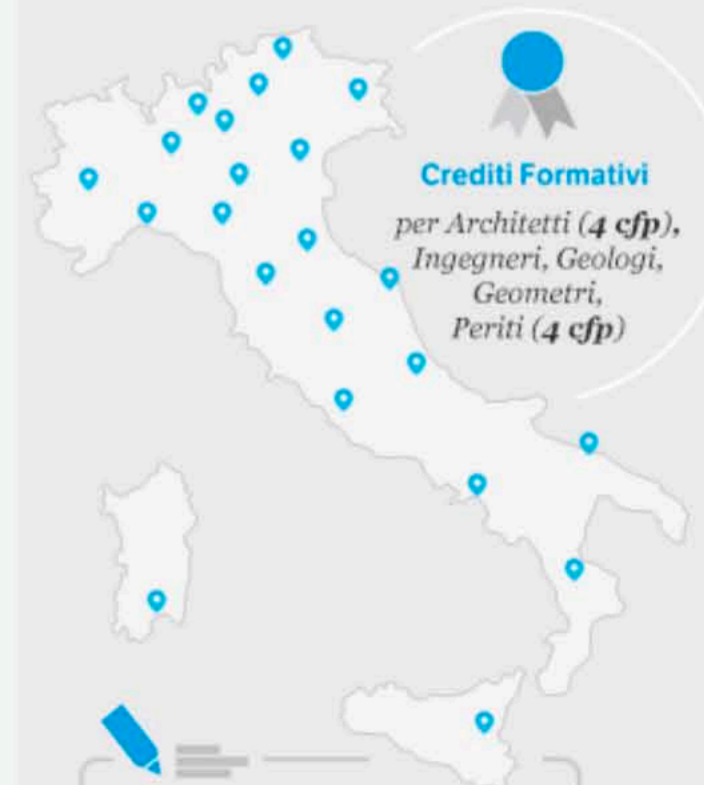 Crediti Formativi
per Architetti (4 cfp),
Ingegneri, Geologi,
Geometri,
Periti (4 cfp)